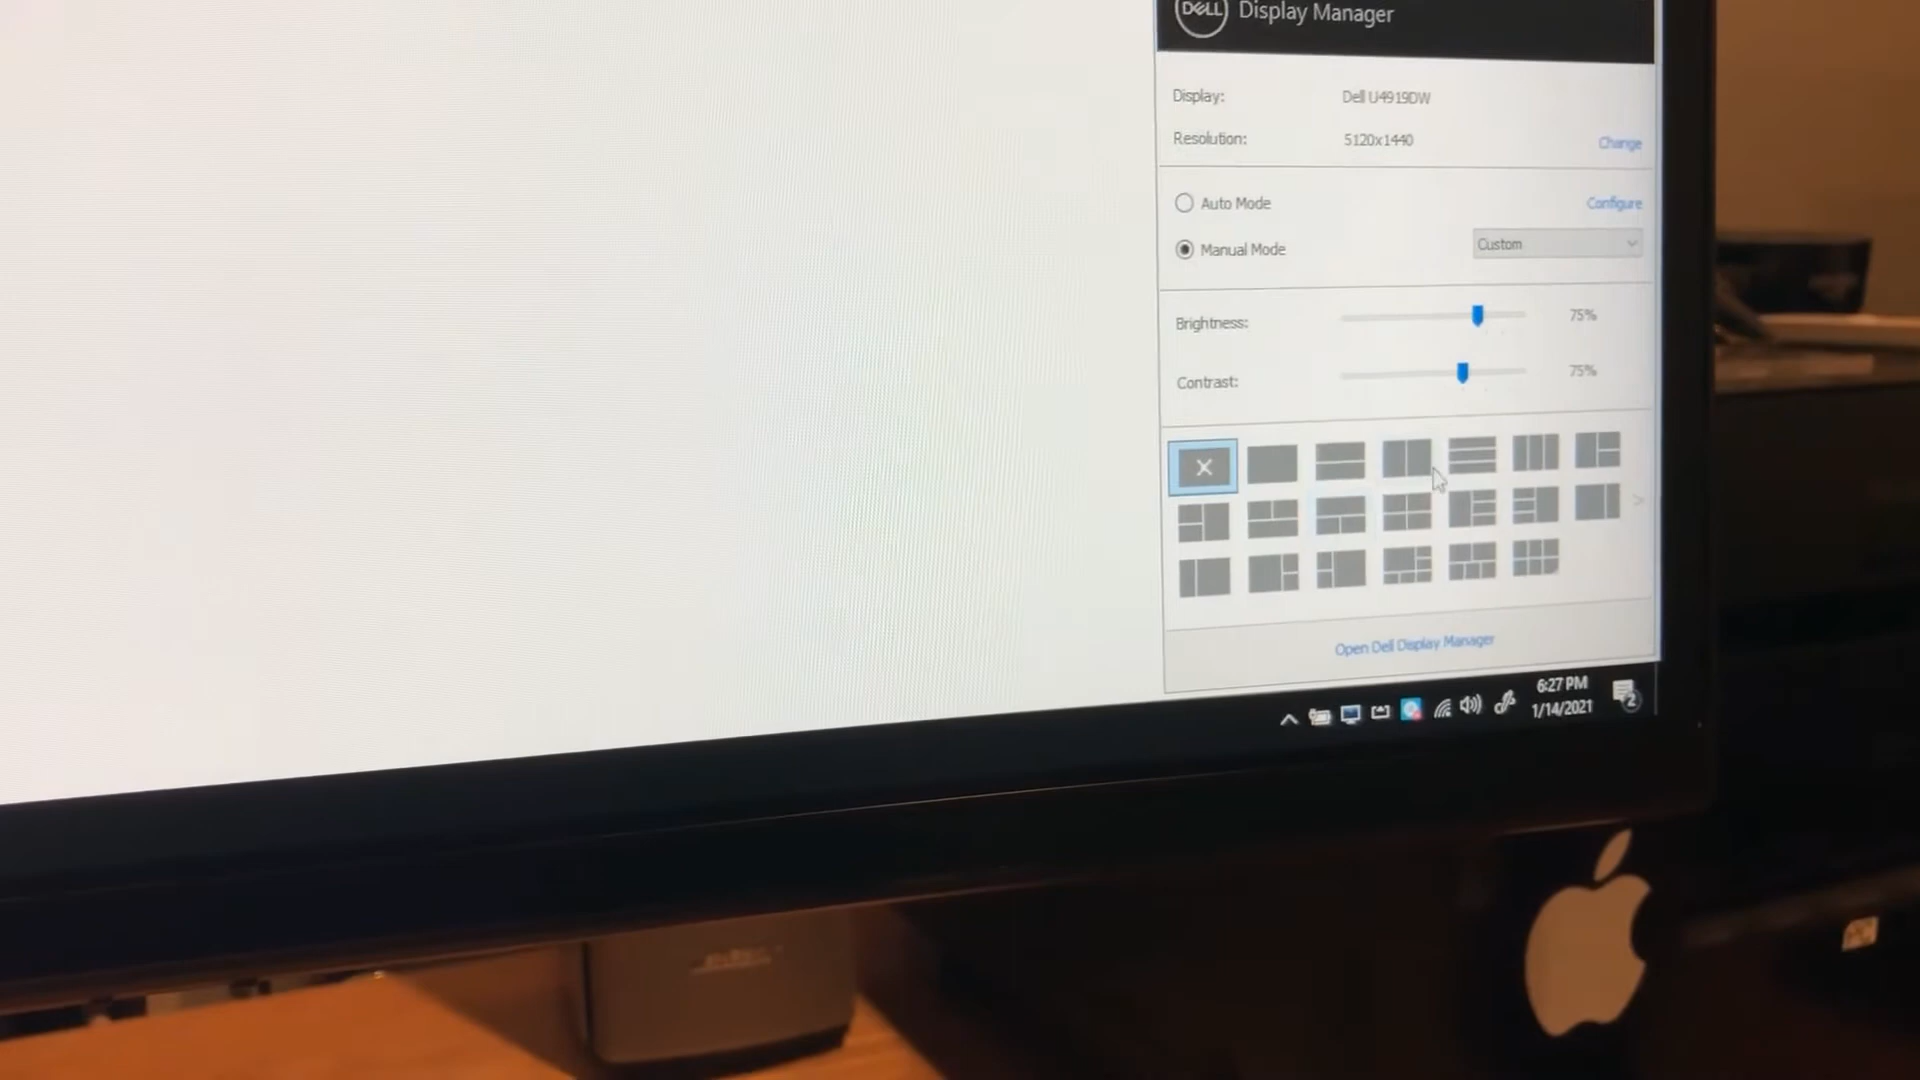 DELL Display Manager
Display: Dell U4919DW
Resolution: 5120x1440 Change
Auto Mode Configure
Manual Mode Custom
Brightness: 75%
Contrast: 75%
Open Dell Display Manager
6:27 PM
1/14/2021
2